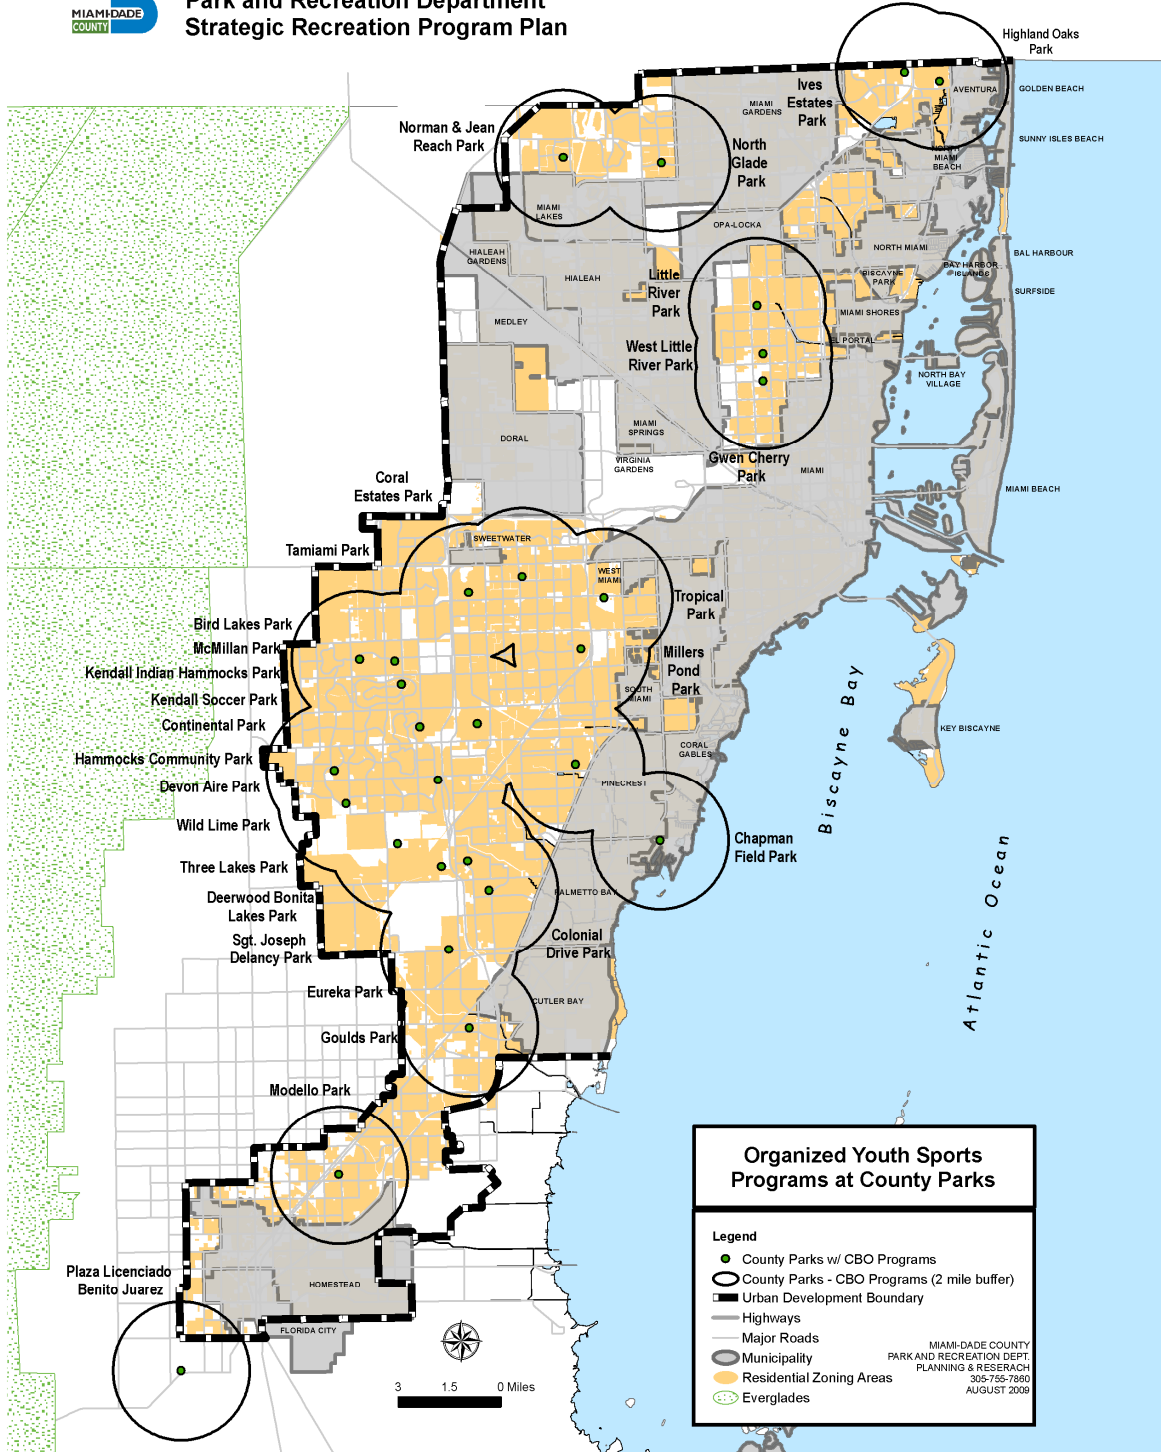 MIAMI-DADE
COUNTY
Park and Recreation Department
Strategic Recreation Program Plan
Highland Oaks
Park
Ives
Estates
Park
MIAMI
GARDENS
AVENTURA
GOLDEN BEACH
SUNNY ISLES BEACH
NORTH
MIAMI
BEACH
Norman & Jean
Reach Park
North
Glade
Park
MIAMI
LAKES
OPA-LOCKA
NORTH MIAMI
HIALEAH
GARDENS
HIALEAH
BAL HARBOUR
BAY HARBOR
ISLANDS
BISCAYNE
PARK
SURFSIDE
Little
River
Park
MIAMI SHORES
MEDLEY
EL PORTAL
West Little
River Park
NORTH BAY
VILLAGE
MIAMI
SPRINGS
DORAL
VIRGINIA
GARDENS
Gwen Cherry
Park
MIAMI
MIAMI BEACH
Coral
Estates Park
SWEETWATER
Tamiami Park
WEST
MIAMI
Tropical
Park
Bird Lakes Park
McMillan Park
Kendall Indian Hammocks Park
Kendall Soccer Park
Continental Park
Millers
Pond
Park
SOUTH
MIAMI
CORAL
GABLES
KEY BISCAYNE
Biscayne Bay
Hammocks Community Park
Devon Aire Park
PINECREST
Wild Lime Park
Chapman
Field Park
Three Lakes Park
Deerwood Bonita
Lakes Park
PALMETTO BAY
Atlantic Ocean
Sgt. Joseph
Delancy Park
Colonial
Drive Park
Eureka Park
CUTLER BAY
Goulds Park
Modello Park
Plaza Licenciado
Benito Juarez
HOMESTEAD
FLORIDA CITY
3 1.5 0 Miles
Organized Youth Sports
Programs at County Parks
Legend
County Parks w/ CBO Programs
County Parks - CBO Programs (2 mile buffer)
Urban Development Boundary
Highways
Major Roads
Municipality
Residential Zoning Areas
Everglades
MIAMI-DADE COUNTY
PARK AND RECREATION DEPT.
PLANNING & RESERACH
305-755-7860
AUGUST 2009